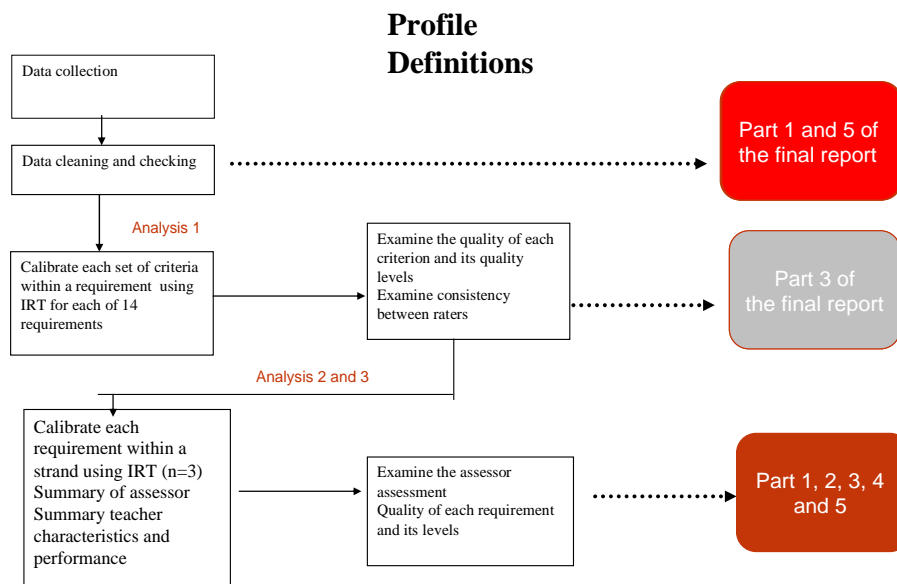 Profile
Definitions
Data collection
Data cleaning and checking
Part 1 and 5 of
the final report
Analysis 1
Calibrate each set of criteria
within a requirement using
IRT for each of 14
requirements
Examine the quality of each
criterion and its quality
levels
Examine consistency
between raters
Part 3 of
the final report
Analysis 2 and 3
Calibrate each
requirement within a
strand using IRT (n=3)
Summary of assessor
Summary teacher
characteristics and
performance
Examine the assessor
assessment
Quality of each requirement
and its levels
Part 1, 2, 3, 4
and 5